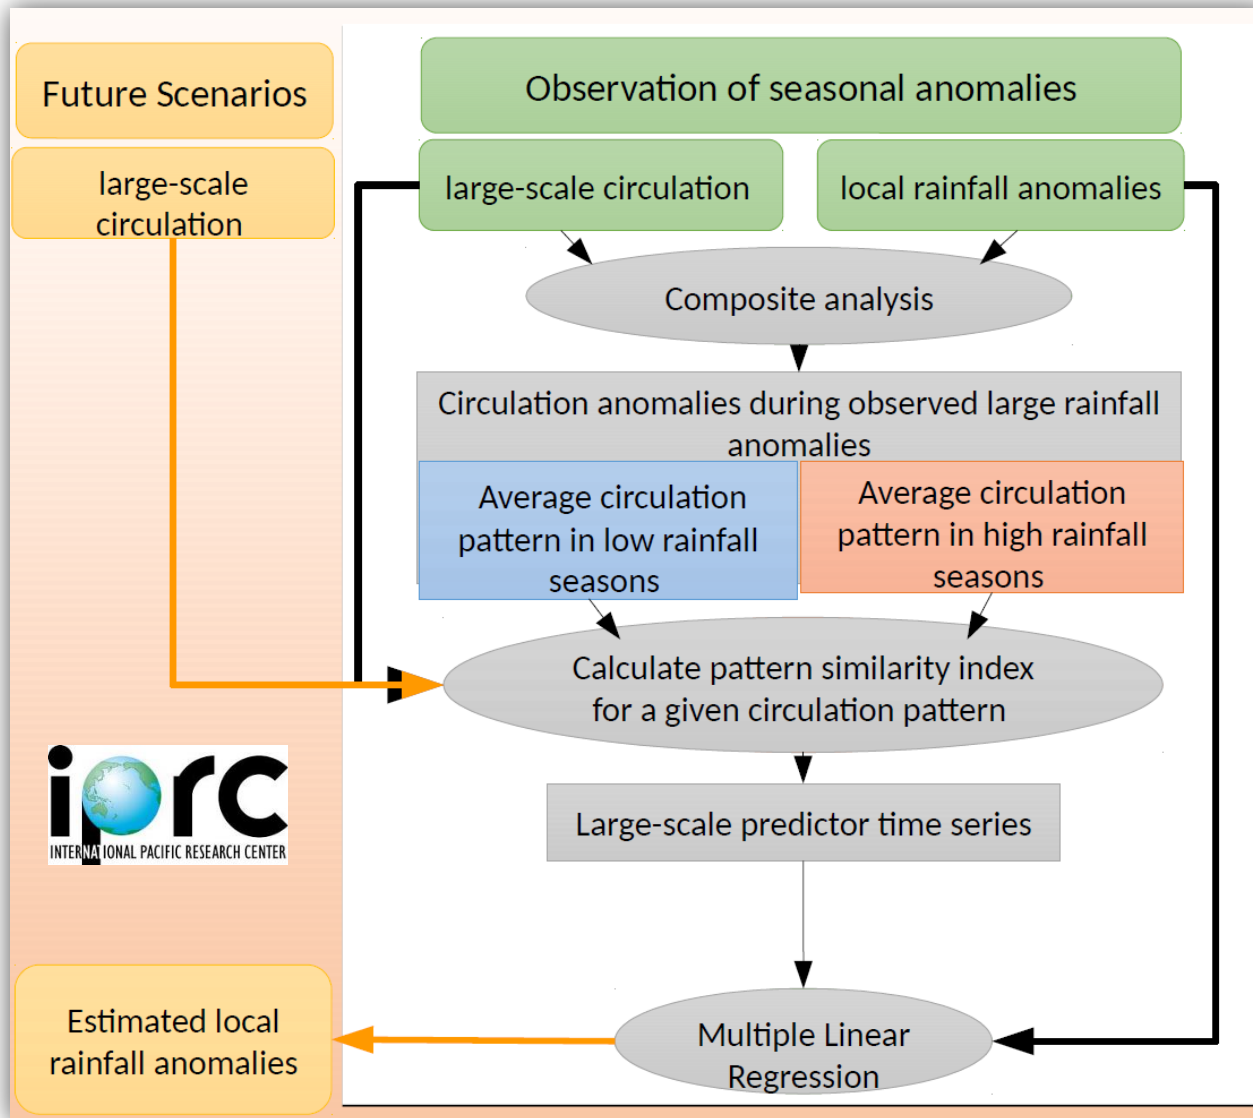 Future Scenarios
large-scale
circulation
Observation of seasonal anomalies
large-scale circulation
local rainfall anomalies
Composite analysis
Circulation anomalies during observed large rainfall
anomalies
Average circulation
pattern in low rainfall
seasons
Average circulation
pattern in high rainfall
seasons
Calculate pattern similarity index
for a given circulation pattern
iprc
INTERNATIONAL PACIFIC RESEARCH CENTER
Large-scale predictor time series
Estimated local
rainfall anomalies
Multiple Linear
Regression